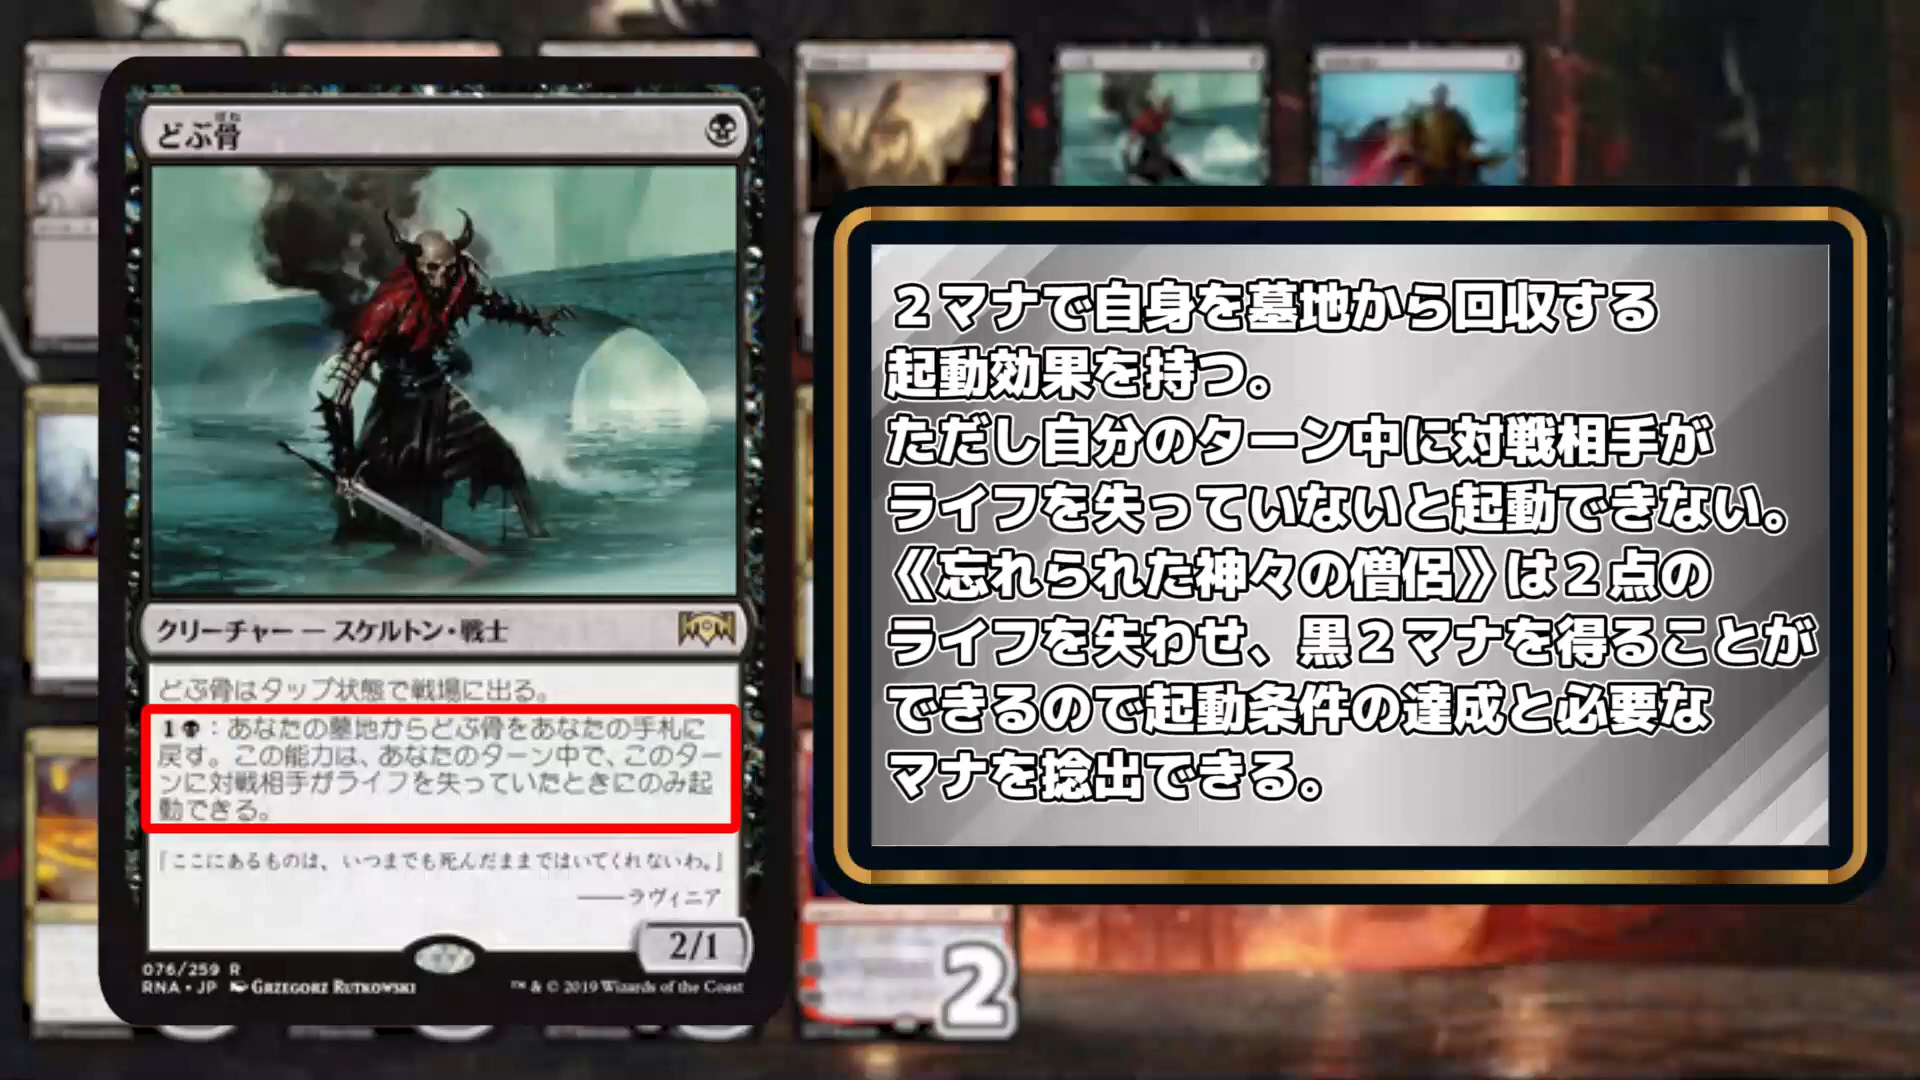 どぶ骨
ぼね
クリーチャー — スケルトン・戦士
どぶ骨はタップ状態で戦場に出る。
1：あなたの墓地からどぶ骨をあなたの手札に
戻す。この能力は、あなたのターン中で、このター
ンに対戦相手がライフを失っていたときにのみ起
動できる。
「ここにあるものは、いつまでも死んだままではいてくれないわ。」
——ラヴィニア
2/1
076/259 R
RNA・JP Grzegorz Rutkowski
™ & © 2019 Wizards of the Coast
２マナで自身を墓地から回収する
起動効果を持つ。
ただし自分のターン中に対戦相手が
ライフを失っていないと起動できない。
《忘れられた神々の僧侶》は２点の
ライフを失わせ、黒２マナを得ることが
できるので起動条件の達成と必要な
マナを捻出できる。
2